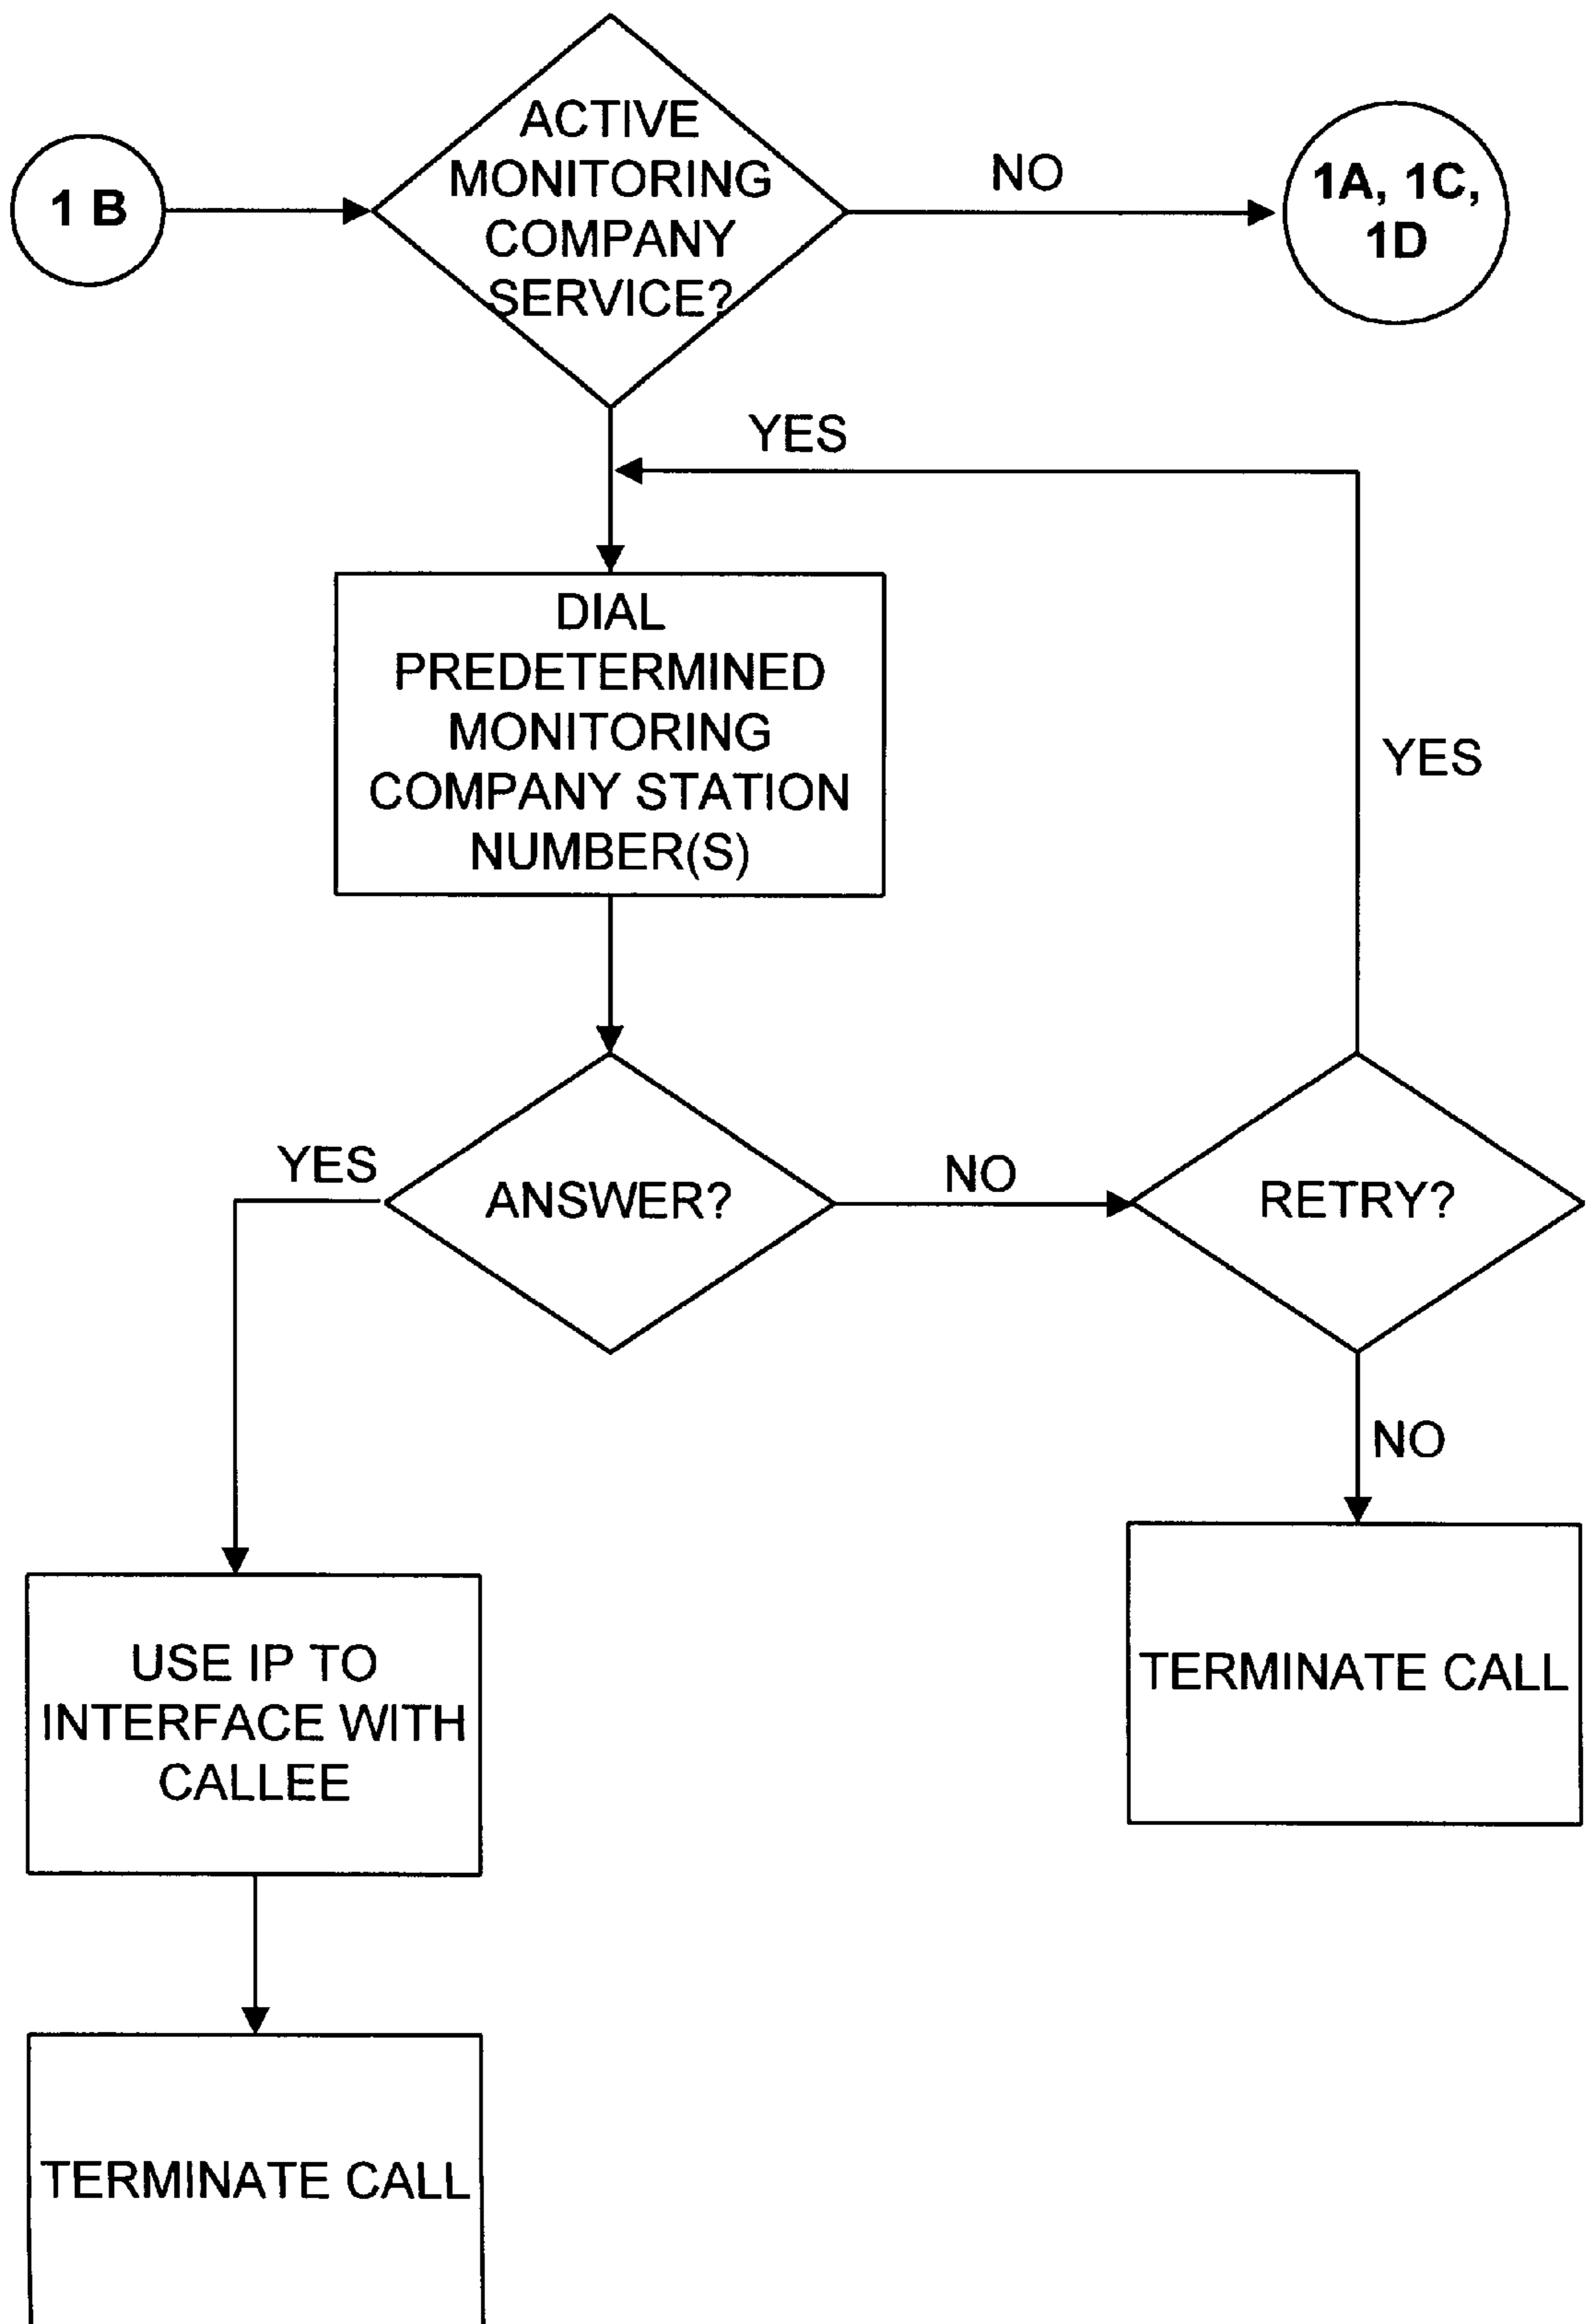 ACTIVE
MONITORING
COMPANY
SERVICE?
1 B
NO
1A, 1C,
1D
YES
DIAL
PREDETERMINED
MONITORING
COMPANY STATION
NUMBER(S)
YES
YES
ANSWER?
NO
RETRY?
NO
USE IP TO
INTERFACE WITH
CALLEE
TERMINATE CALL
TERMINATE CALL